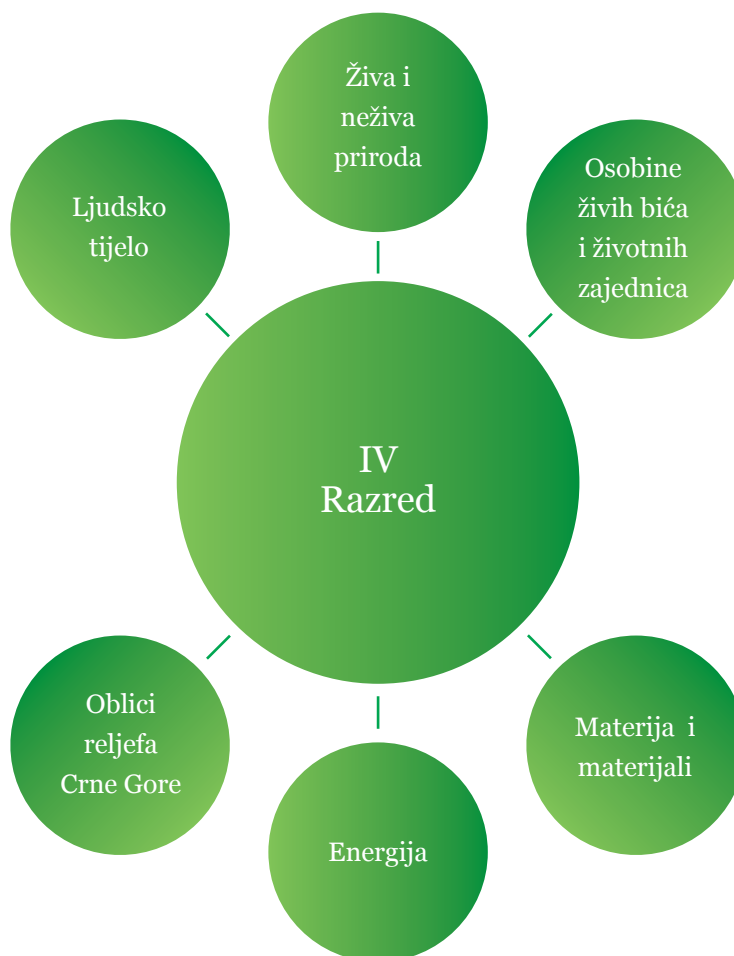 Živa i
neživa
priroda
Ljudsko
tijelo
Osobine
živih bića
i životnih
zajednica
IV
Razred
Oblici
reljefa
Crne Gore
Materija i
materijali
Energija